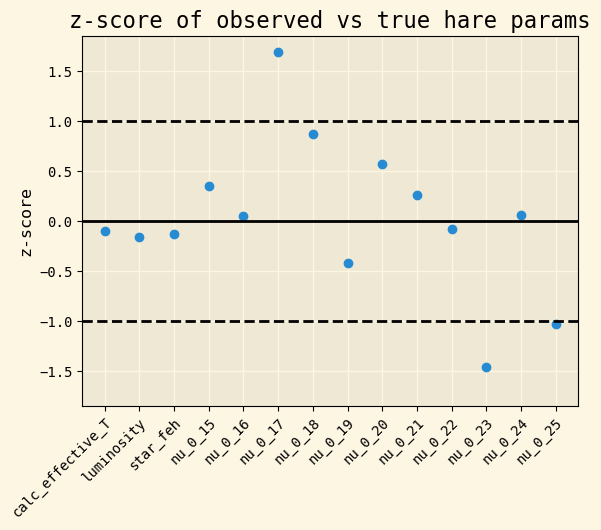 z-score of observed vs true hare params
z-score
1.5
1.0
0.5
0.0
−0.5
−1.0
−1.5
calc_effective_T
luminosity
star_feh
nu_0_15
nu_0_16
nu_0_17
nu_0_18
nu_0_19
nu_0_20
nu_0_21
nu_0_22
nu_0_23
nu_0_24
nu_0_25